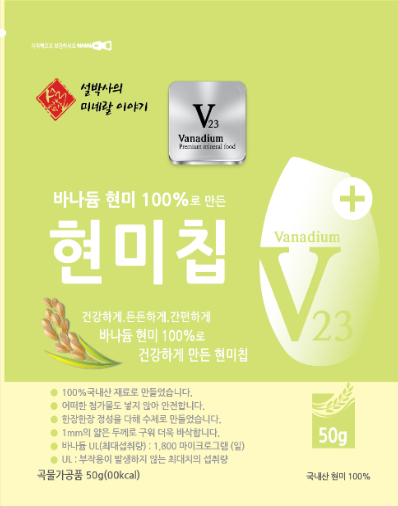 설박사의
미네랄 이야기
V
23
Vanadium
Premium mineral food
바나듐 현미 100%로 만든
현미칩
Vanadium
V
23
건강하게,든든하게,간편하게
바나듐 현미 100%로
건강하게 만든 현미칩
100%국내산 재료로 만들었습니다.
어떠한 첨가물도 넣지 않아 안전합니다.
한장한장 정성을 다해 수제로 만들었습니다.
1mm의 얇은 두께로 구워 더욱 바삭합니다.
바나듐 UL(최대섭취량) : 1,800 마이크로그램 (일)
UL : 부작용이 발생하지 않는 최대치의 섭취량
50g
곡물가공품 50g(00kcal)
국내산 현미 100%